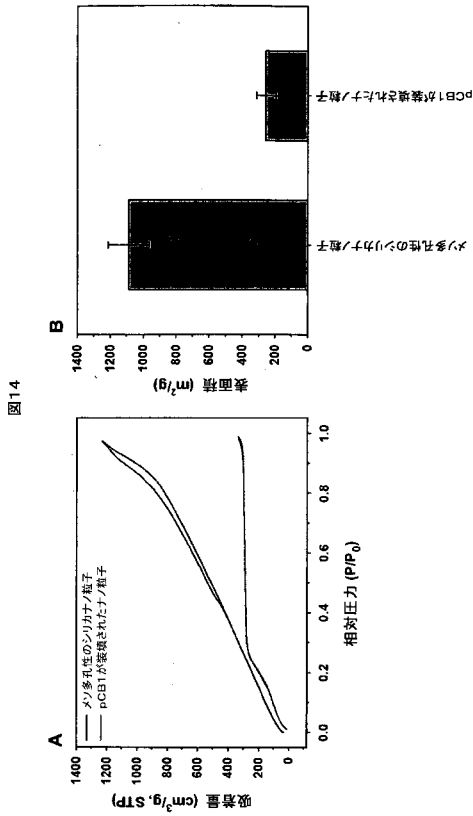 図14
A
メソ多孔性のシリカナノ粒子
pCB1が装填されたナノ粒子
吸着量 (cm³/g, STP)
1400
1200
1000
800
600
400
200
0
0.0 0.2 0.4 0.6 0.8 1.0
相対圧力 (P/P₀)
B
表面積 (m²/g)
1400
1200
1000
800
600
400
200
0
メソ多孔性のシリカナノ粒子
pCB1が装填されたナノ粒子